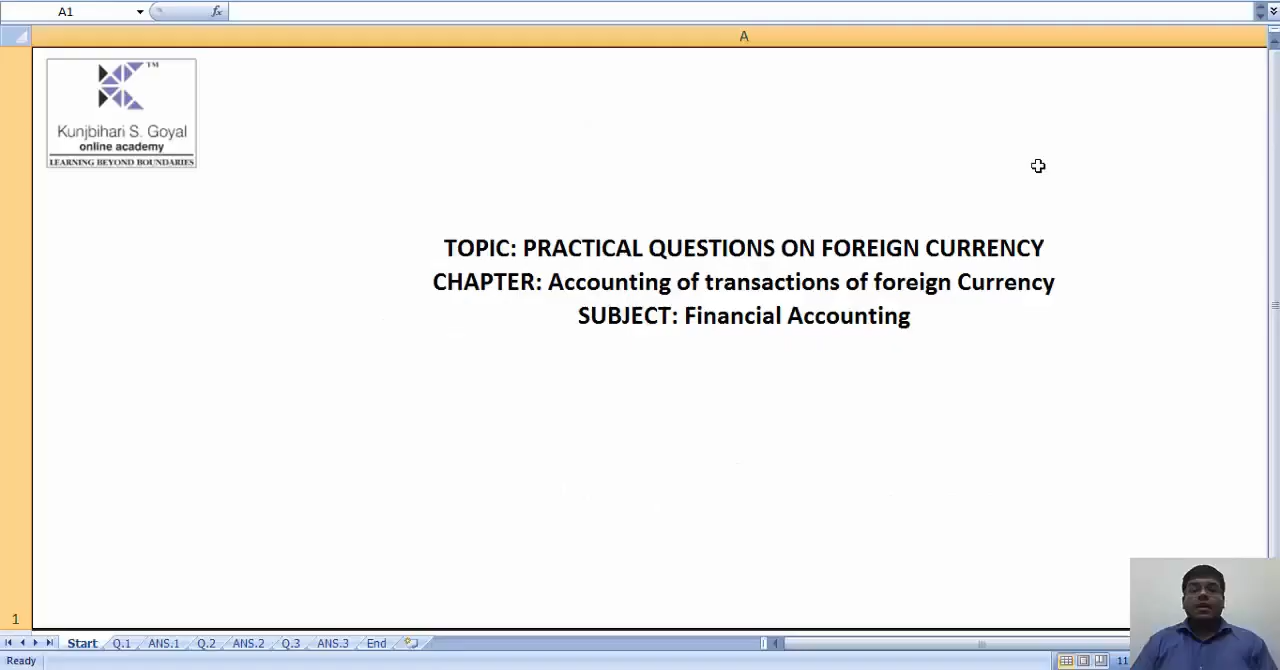 A1
fx
A
TM
Kunjbihari S. Goyal
online academy
LEARNING BEYOND BOUNDARIES
TOPIC: PRACTICAL QUESTIONS ON FOREIGN CURRENCY
CHAPTER: Accounting of transactions of foreign Currency
SUBJECT: Financial Accounting
1
Start Q.1 ANS.1 Q.2 ANS.2 Q.3 ANS.3 End
Ready 11